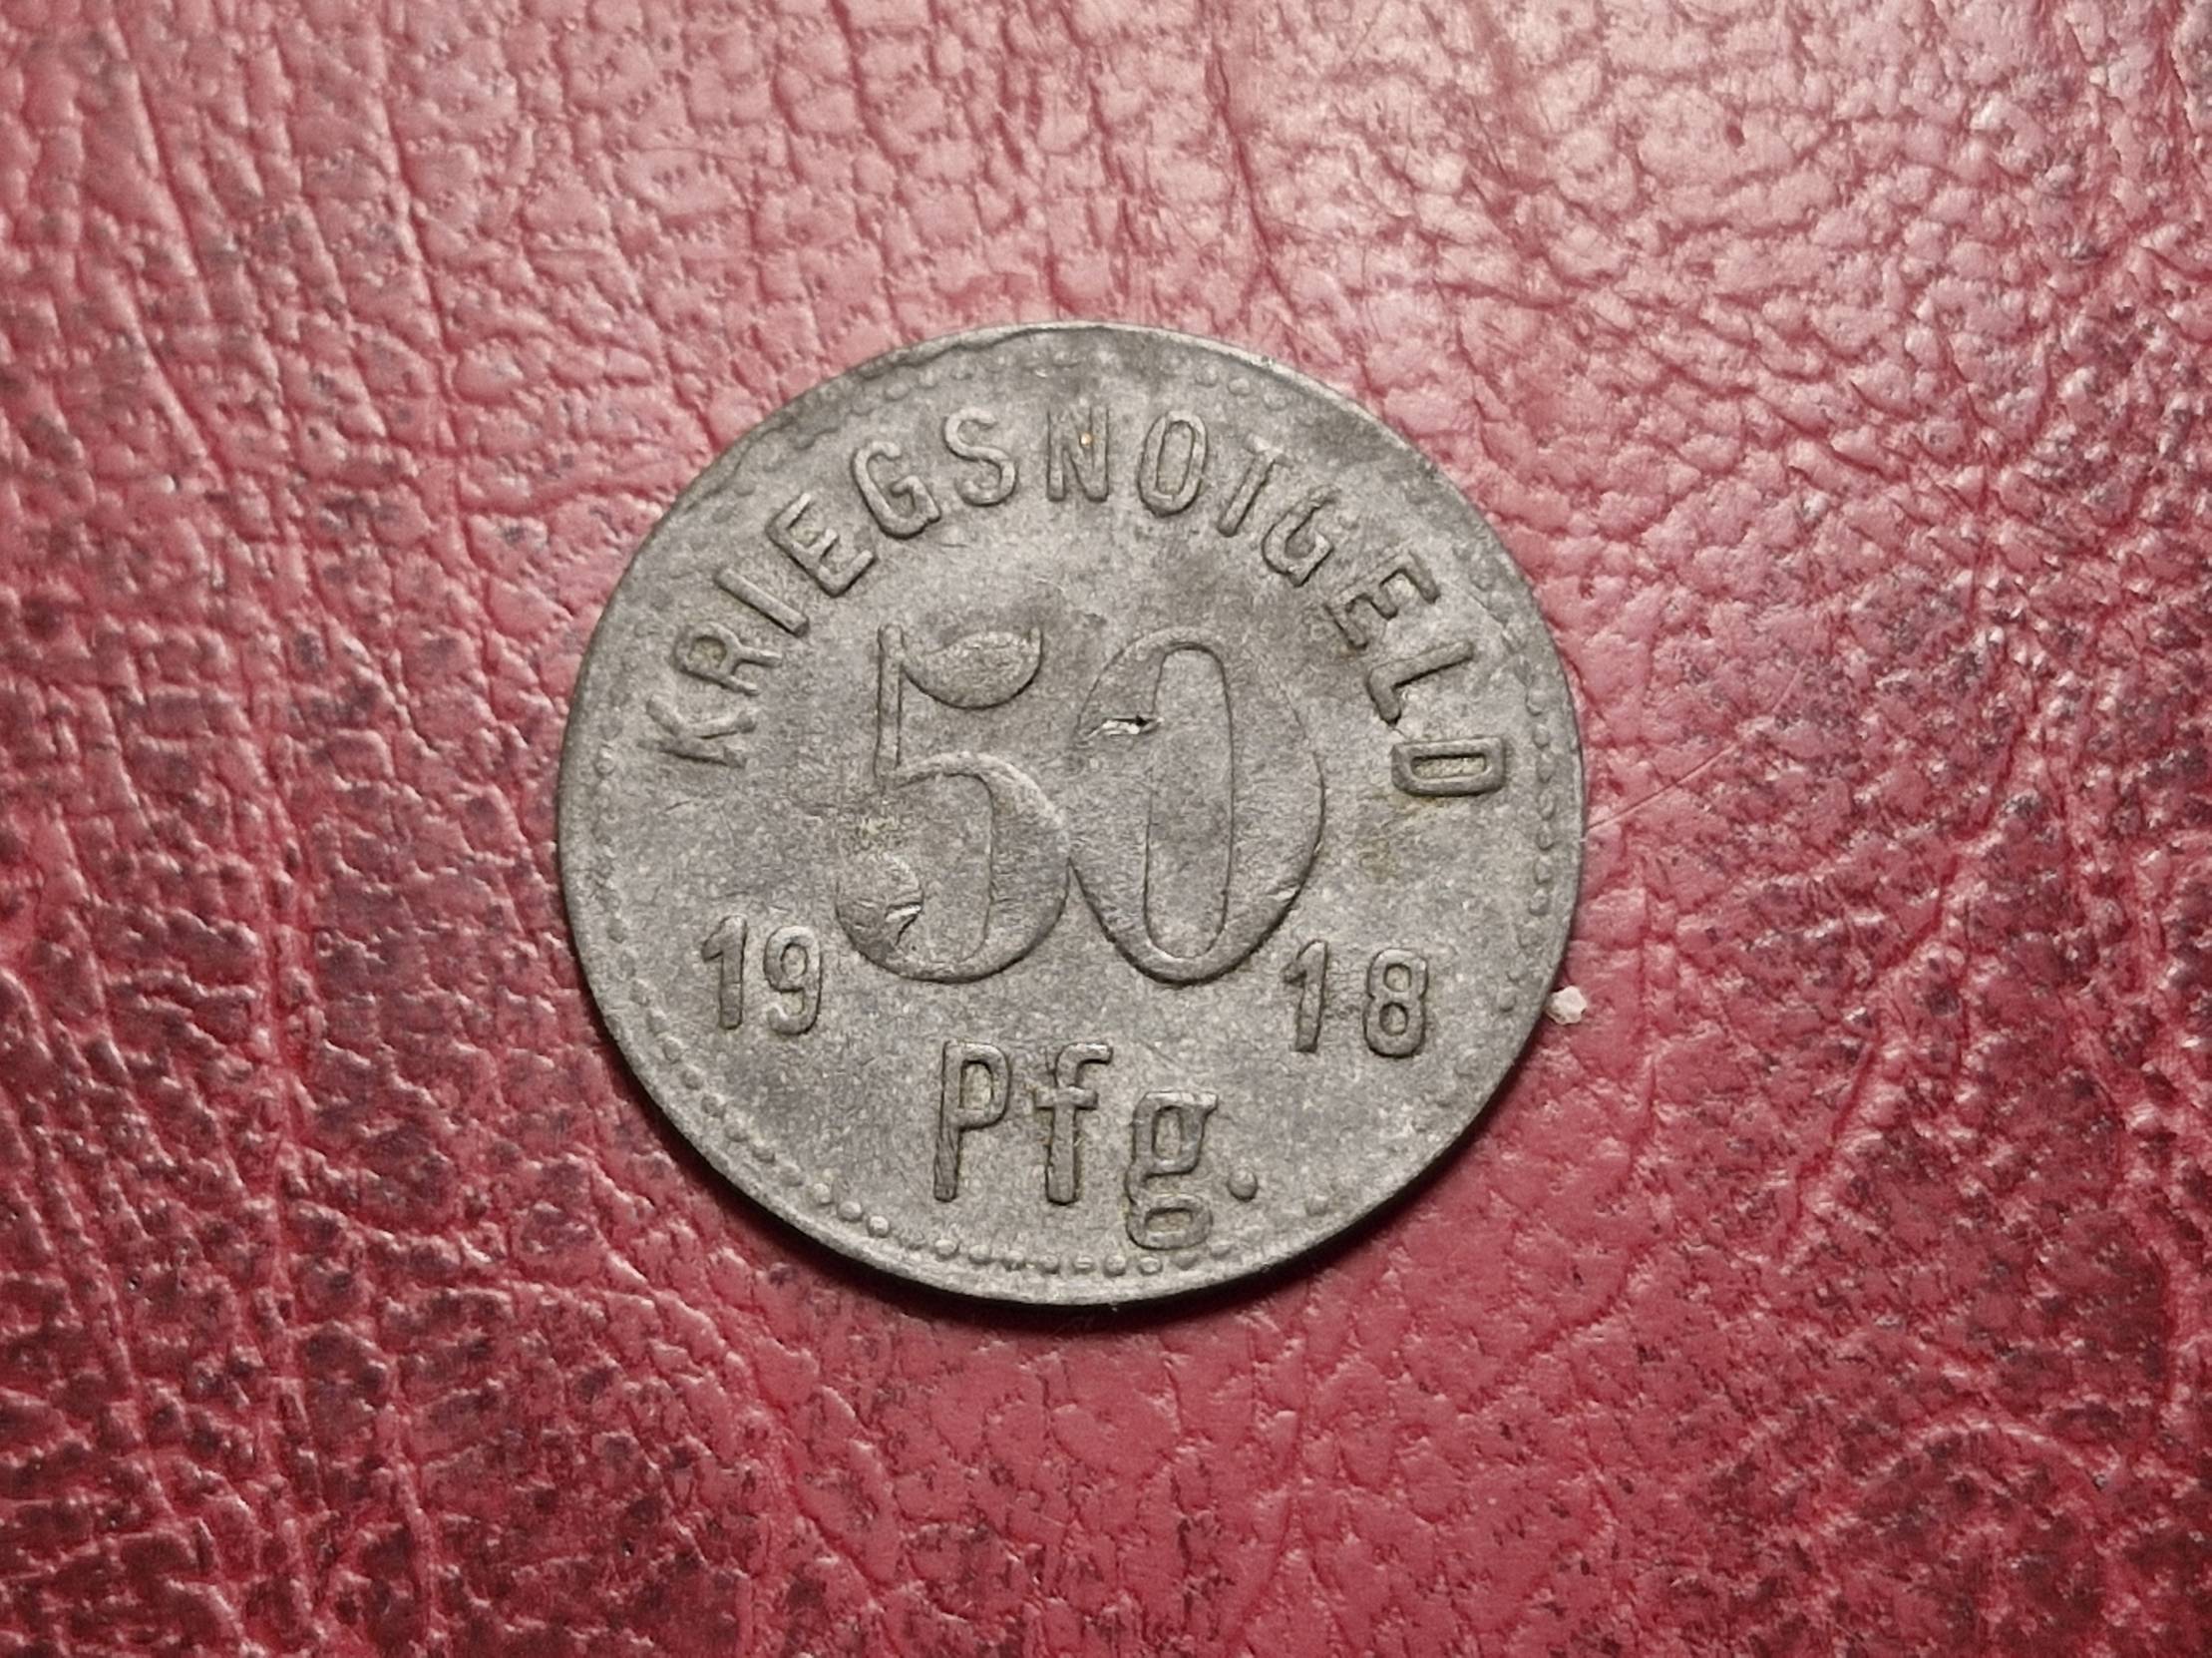 KRIEGSNOTGELD
50
19 18
Pfg.